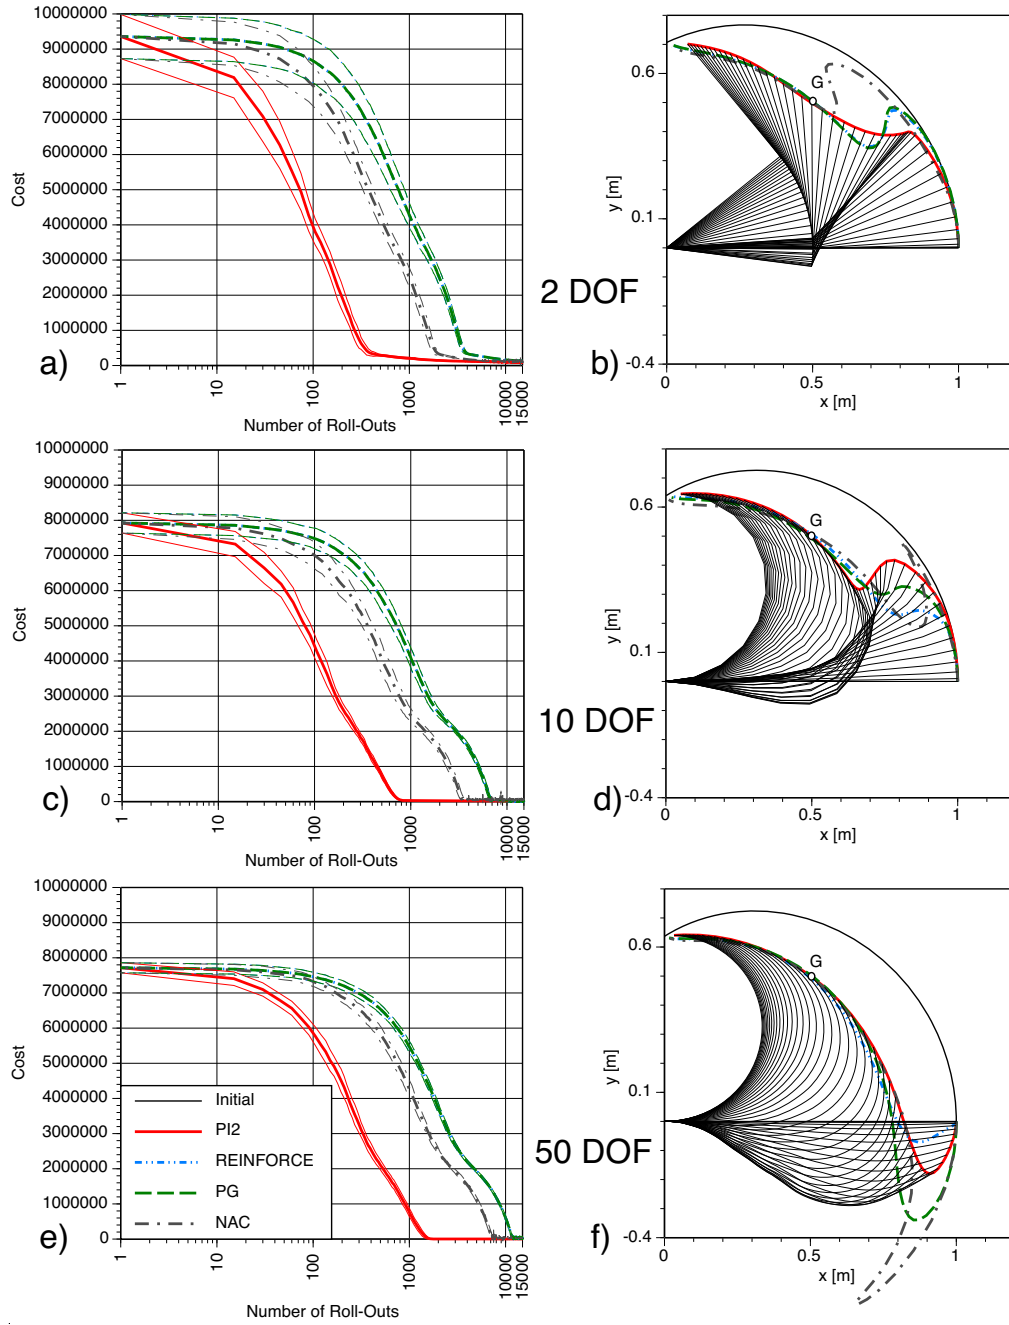 10000000
9000000
8000000
7000000
6000000
5000000
4000000
3000000
2000000
1000000
0
Cost
1
10
100
1000
10000
15000
Number of Roll-Outs
a)
2 DOF
0.6
0.1
-0.4
y [m]
G
0
0.5
1
x [m]
b)
10000000
9000000
8000000
7000000
6000000
5000000
4000000
3000000
2000000
1000000
0
Cost
1
10
100
1000
10000
15000
Number of Roll-Outs
c)
10 DOF
0.6
0.1
-0.4
y [m]
G
0
0.5
1
x [m]
d)
10000000
9000000
8000000
7000000
6000000
5000000
4000000
3000000
2000000
1000000
0
Cost
Initial
PI2
REINFORCE
PG
NAC
1
10
100
1000
10000
15000
Number of Roll-Outs
e)
50 DOF
0.6
0.1
-0.4
y [m]
G
0
0.5
1
x [m]
f)